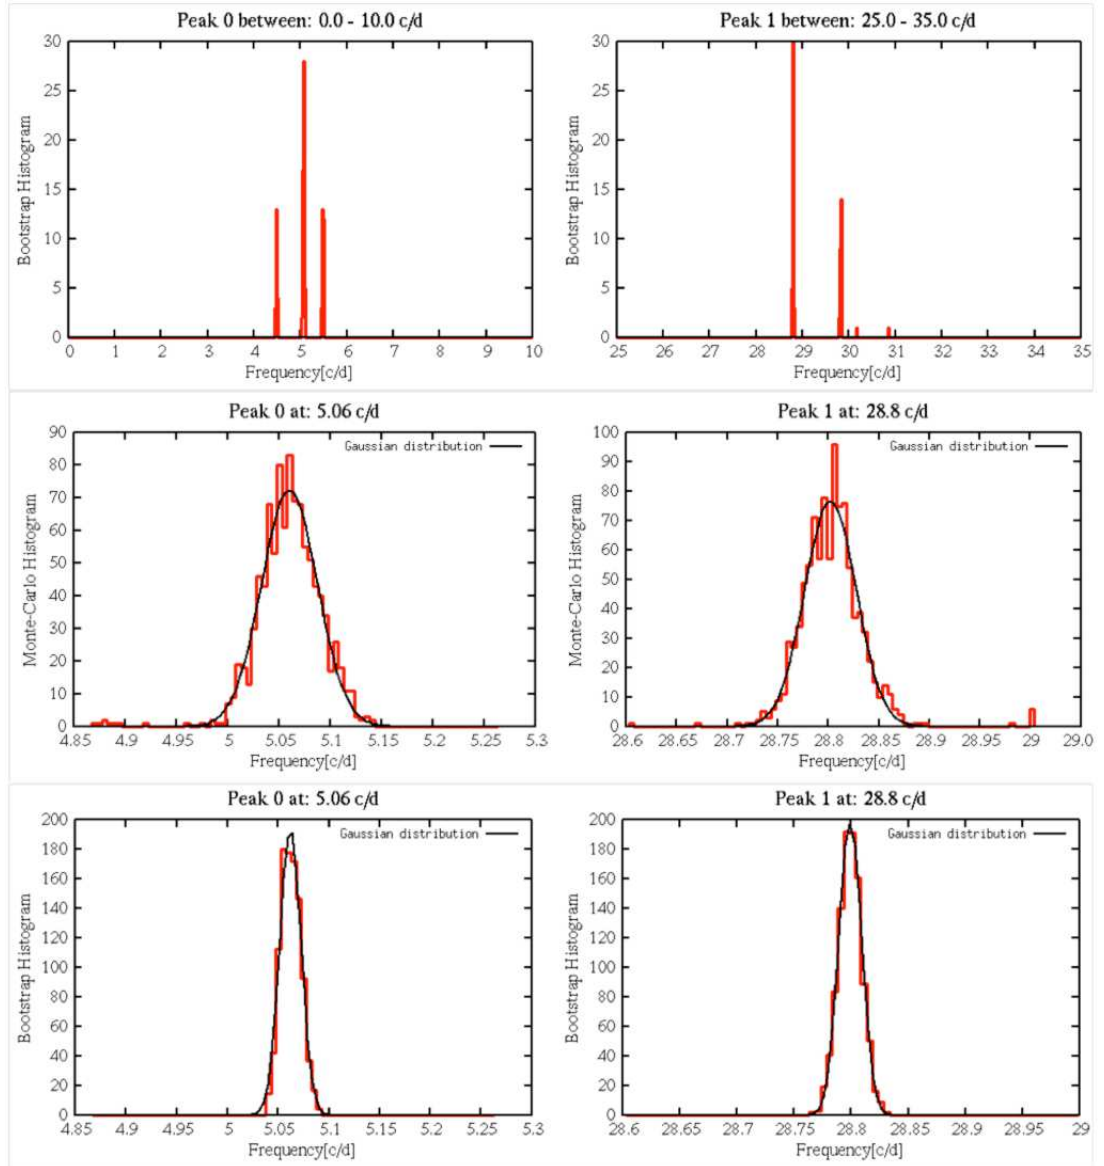 Peak 0 between: 0.0 - 10.0 c/d
Bootstrap Histogram
30
25
20
15
10
5
0
0 1 2 3 4 5 6 7 8 9 10
Frequency[c/d]
Peak 1 between: 25.0 - 35.0 c/d
Bootstrap Histogram
30
25
20
15
10
5
0
25 26 27 28 29 30 31 32 33 34 35
Frequency[c/d]
Peak 0 at: 5.06 c/d
Gaussian distribution
Monte-Carlo Histogram
90
80
70
60
50
40
30
20
10
0
4.85 4.9 4.95 5 5.05 5.1 5.15 5.2 5.25 5.3
Frequency[c/d]
Peak 1 at: 28.8 c/d
Gaussian distribution
Monte-Carlo Histogram
100
90
80
70
60
50
40
30
20
10
0
28.6 28.65 28.7 28.75 28.8 28.85 28.9 28.95 29 29.0
Frequency[c/d]
Peak 0 at: 5.06 c/d
Gaussian distribution
Bootstrap Histogram
200
180
160
140
120
100
80
60
40
20
0
4.85 4.9 4.95 5 5.05 5.1 5.15 5.2 5.25 5.3
Frequency[c/d]
Peak 1 at: 28.8 c/d
Gaussian distribution
Bootstrap Histogram
200
180
160
140
120
100
80
60
40
20
0
28.6 28.65 28.7 28.75 28.8 28.85 28.9 28.95 29
Frequency[c/d]